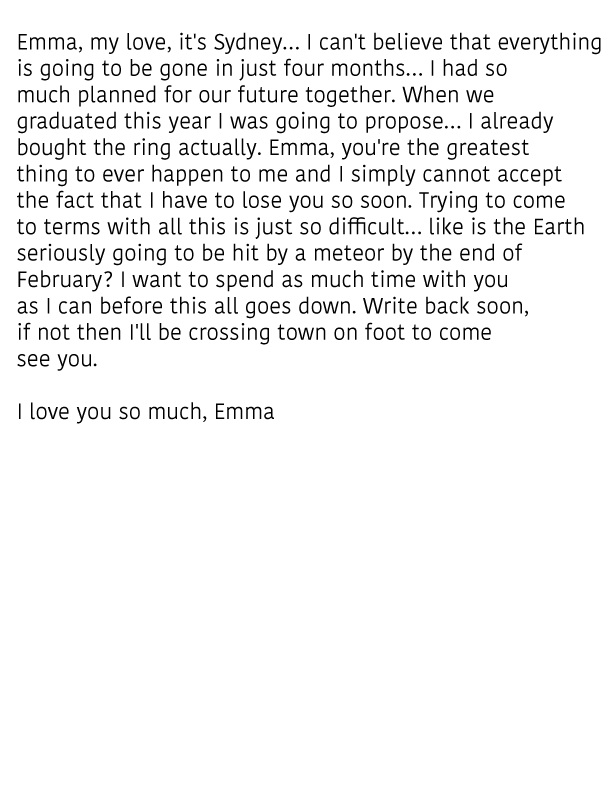 Emma, my love, it's Sydney... I can't believe that everything
is going to be gone in just four months... I had so
much planned for our future together. When we
graduated this year I was going to propose... I already
bought the ring actually. Emma, you're the greatest
thing to ever happen to me and I simply cannot accept
the fact that I have to lose you so soon. Trying to come
to terms with all this is just so difficult... like is the Earth
seriously going to be hit by a meteor by the end of
February? I want to spend as much time with you
as I can before this all goes down. Write back soon,
if not then I'll be crossing town on foot to come
see you.

I love you so much, Emma